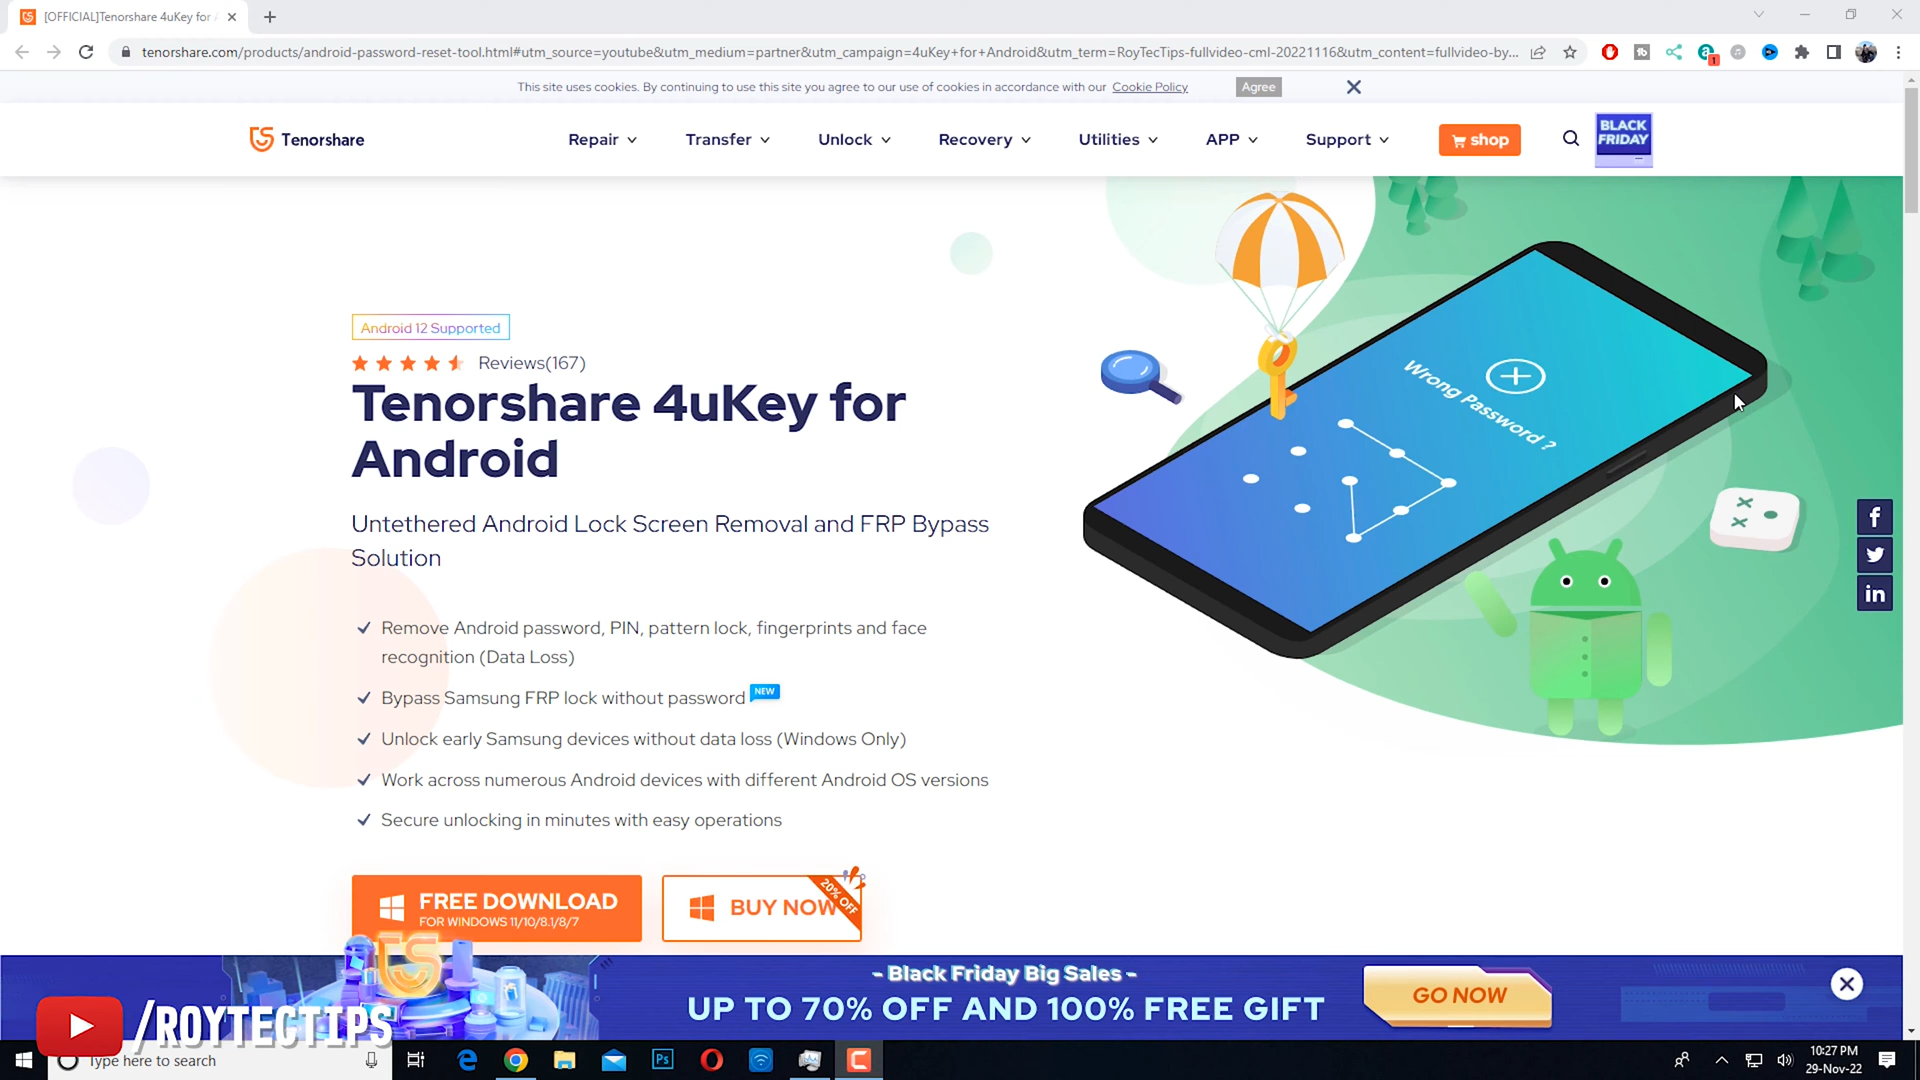 [OFFICIAL]Tenorshare 4uKey for
tenorshare.com/products/android-password-reset-tool.html#utm_source=youtube&utm_medium=partner&utm_campaign=4uKey+for+Android&utm_term=RoyTecTips-fullvideo-cml-20221116&utm_content=fullvideo-by...
This site uses cookies. By continuing to use this site you agree to our use of cookies in accordance with our Cookie Policy
Agree
Tenorshare
Repair
Transfer
Unlock
Recovery
Utilities
APP
Support
shop
BLACK
FRIDAY
Android 12 Supported
Reviews(167)
Tenorshare 4uKey for
Android
Untethered Android Lock Screen Removal and FRP Bypass
Solution
Remove Android password, PIN, pattern lock, fingerprints and face
recognition (Data Loss)
Bypass Samsung FRP lock without password NEW
Unlock early Samsung devices without data loss (Windows Only)
Work across numerous Android devices with different Android OS versions
Secure unlocking in minutes with easy operations
Wrong Password ?
FREE DOWNLOAD
FOR WINDOWS 11/10/8.1/8/7
BUY NOW
20% OFF
- Black Friday Big Sales -
UP TO 70% OFF AND 100% FREE GIFT
GO NOW
/ROYTECTIPS
Type here to search
Ps
10:27 PM
29-Nov-22